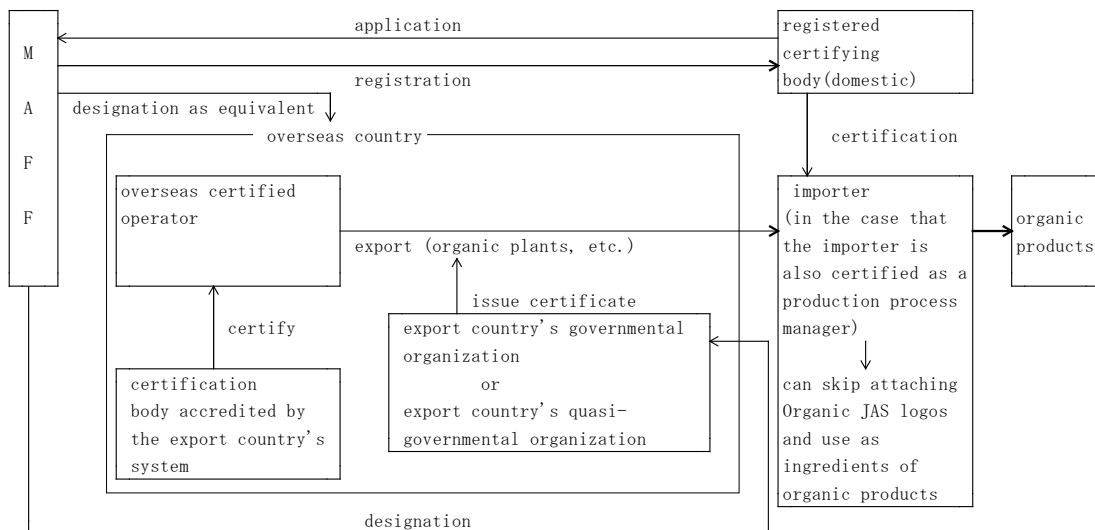 M
A
F
F
application
registration
designation as equivalent
registered
certifying
body(domestic)
certification
overseas country
overseas certified
operator
export (organic plants, etc.)
certify
issue certificate
certification
body accredited by
the export country's
system
export country's governmental
organization
or
export country's quasi-
governmental organization
importer
(in the case that
the importer is
also certified as a
production process
manager)
can skip attaching
Organic JAS logos
and use as
ingredients of
organic products
organic
products
designation